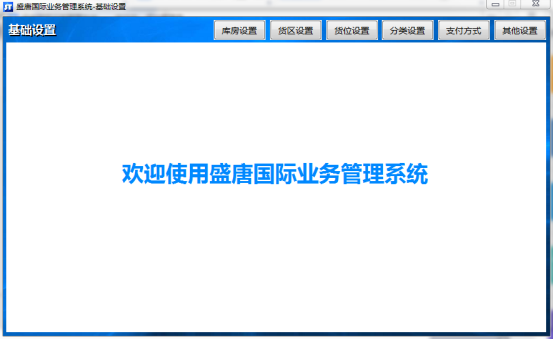 盛唐国际业务管理系统-基础设置
基础设置
库房设置 货区设置 货位设置 分类设置 支付方式 其他设置
欢迎使用盛唐国际业务管理系统